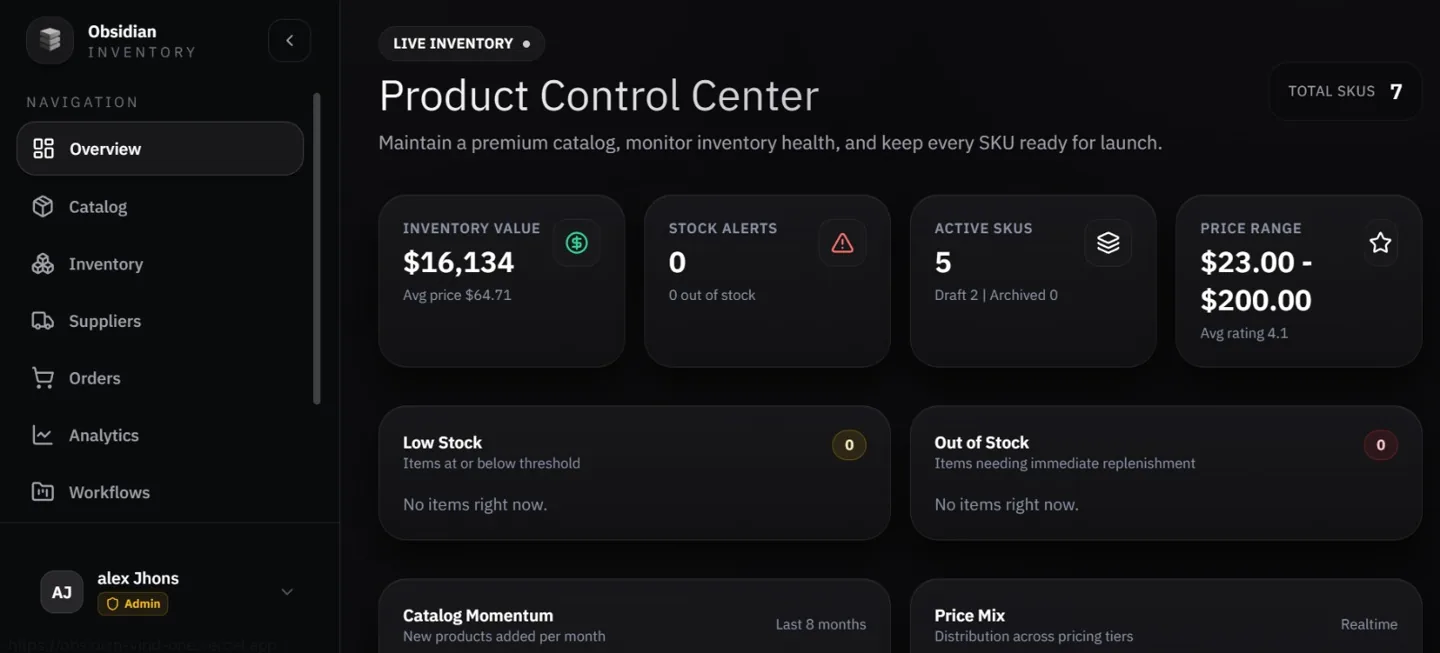 Obsidian
INVENTORY
NAVIGATION
Overview
Catalog
Inventory
Suppliers
Orders
Analytics
Workflows
AJ
alex Jhons
Admin
LIVE INVENTORY
Product Control Center
Maintain a premium catalog, monitor inventory health, and keep every SKU ready for launch.
TOTAL SKUS 7
INVENTORY VALUE
$16,134
Avg price $64.71
STOCK ALERTS
0
0 out of stock
ACTIVE SKUS
5
Draft 2 | Archived 0
PRICE RANGE
$23.00 -
$200.00
Avg rating 4.1
Low Stock
Items at or below threshold
0
No items right now.
Out of Stock
Items needing immediate replenishment
0
No items right now.
Catalog Momentum
New products added per month
Last 8 months
Price Mix
Distribution across pricing tiers
Realtime